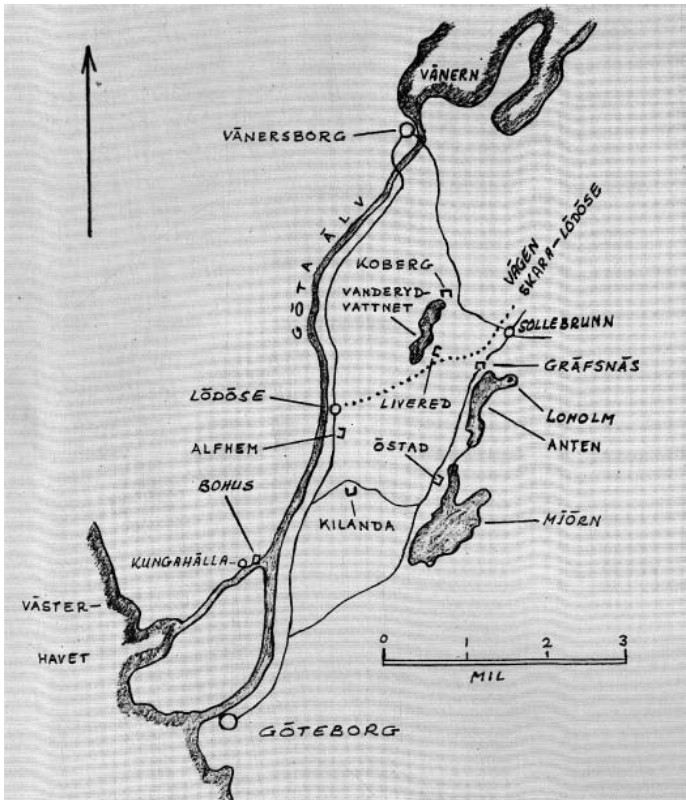 VÄNERN
VÄNERSBORG
GÖTA ÄLV
VÄGEN
SKARA-LÖDÖSE
KOBERG
VANDERYD-
VATTNET
SOLLEBRUNN
GRÄFSNÄS
LÖDÖSE
LIVERED
LOHOLM
ALFHEM
ANTEN
ÖSTAD
BOHUS
KILANDA
MJÖRN
KUNGAHÄLLA
VÄSTER-
HAVET
0 1 2 3
MIL
GÖTEBORG